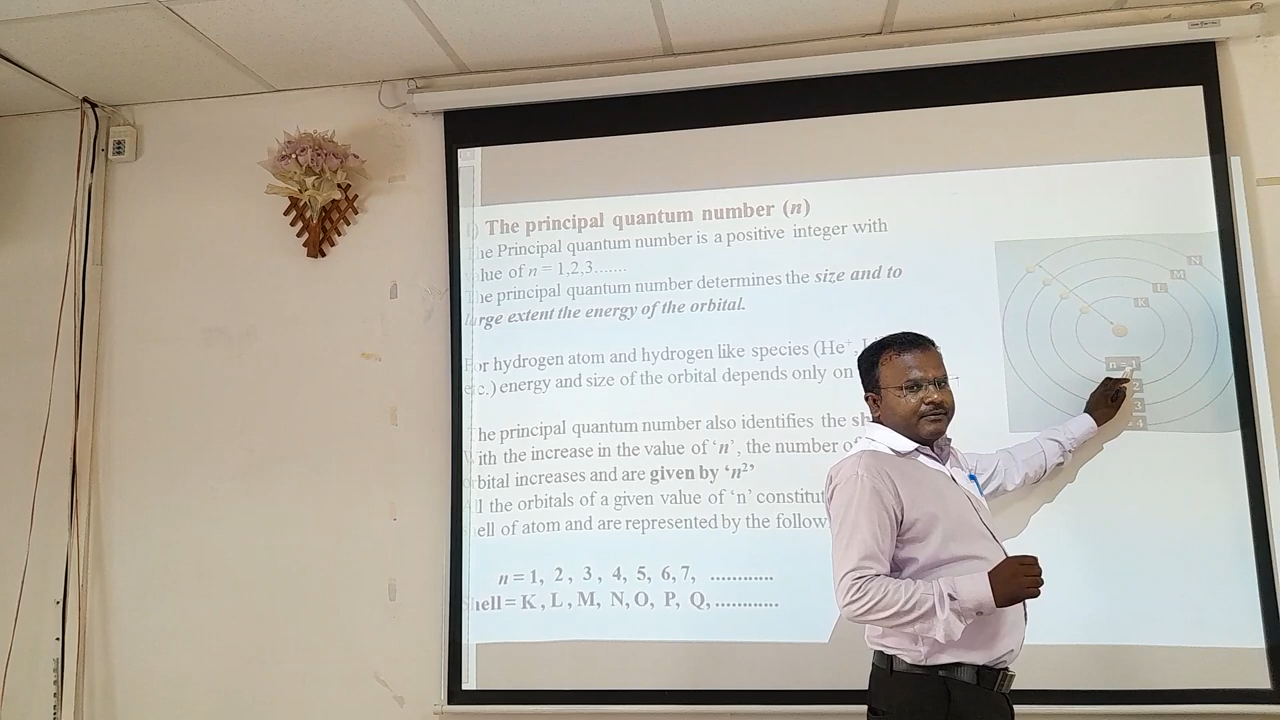 The principal quantum number (n)
he Principal quantum number is a positive integer with
lue of n = 1,2,3.......
he principal quantum number determines the size and to
rge extent the energy of the orbital.
or hydrogen atom and hydrogen like species (He+,
c.) energy and size of the orbital depends only on
he principal quantum number also identifies the sh
ith the increase in the value of ‘n’, the number of
rbital increases and are given by ‘n²’
ll the orbitals of a given value of ‘n’ constitut
ell of atom and are represented by the follow
n = 1, 2 , 3 , 4, 5, 6, 7, ............
hell= K , L , M, N, O, P, Q, ............
N
M
L
K
n = 1
2
3
= 4